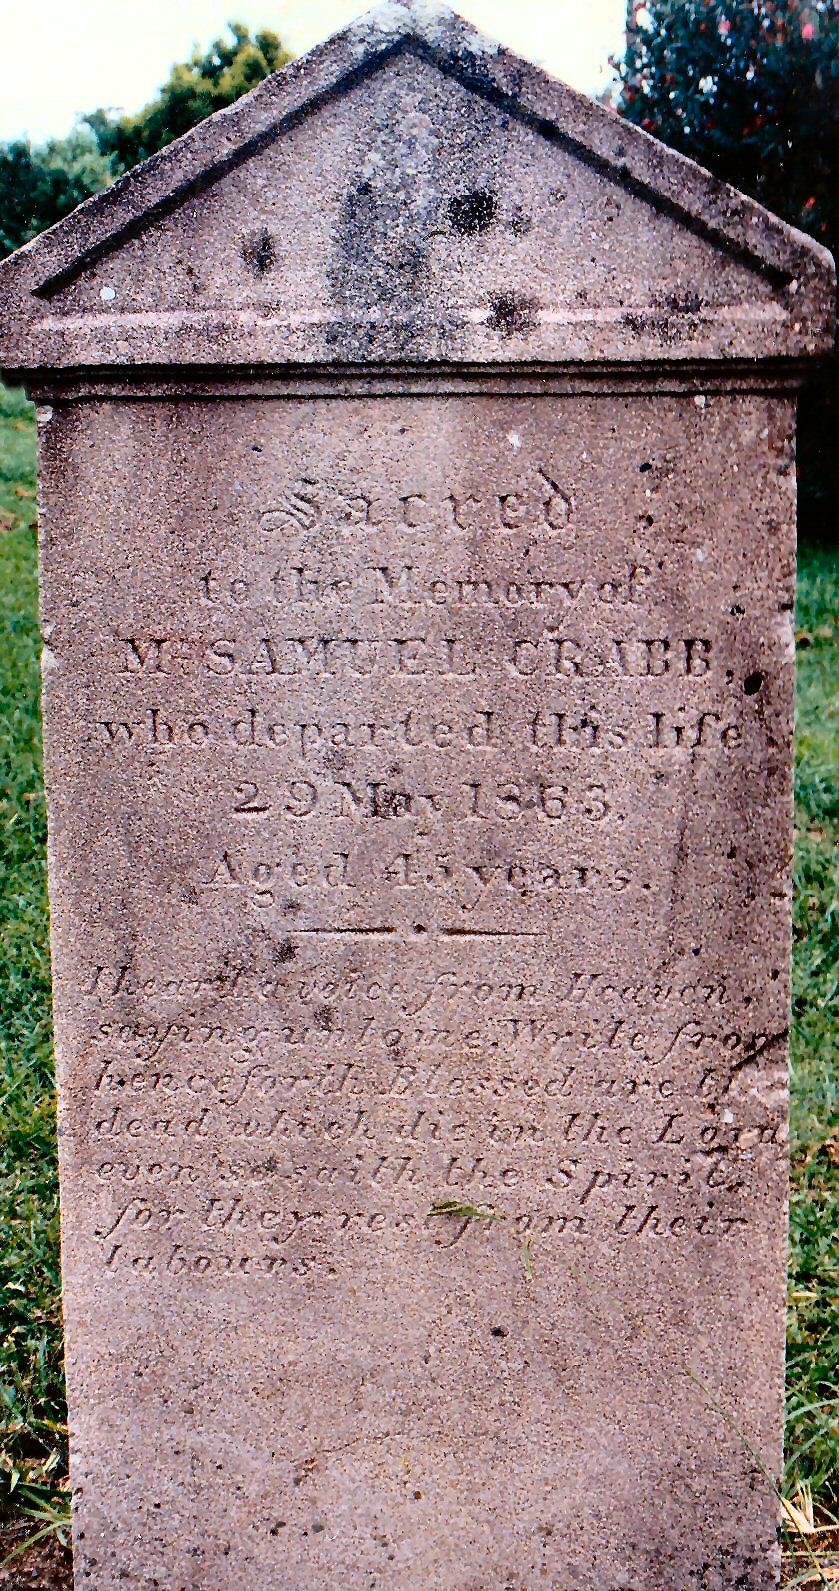 Sacred
to the Memory of
Mr SAMUEL CRABB,
who departed this life
29 May 1863.
Aged 45 years.
I heard a voice from Heaven,
saying unto me, Write from
henceforth Blessed are
dead which die in the Lord
even so saith the Spirit,
for they rest from their
labours.